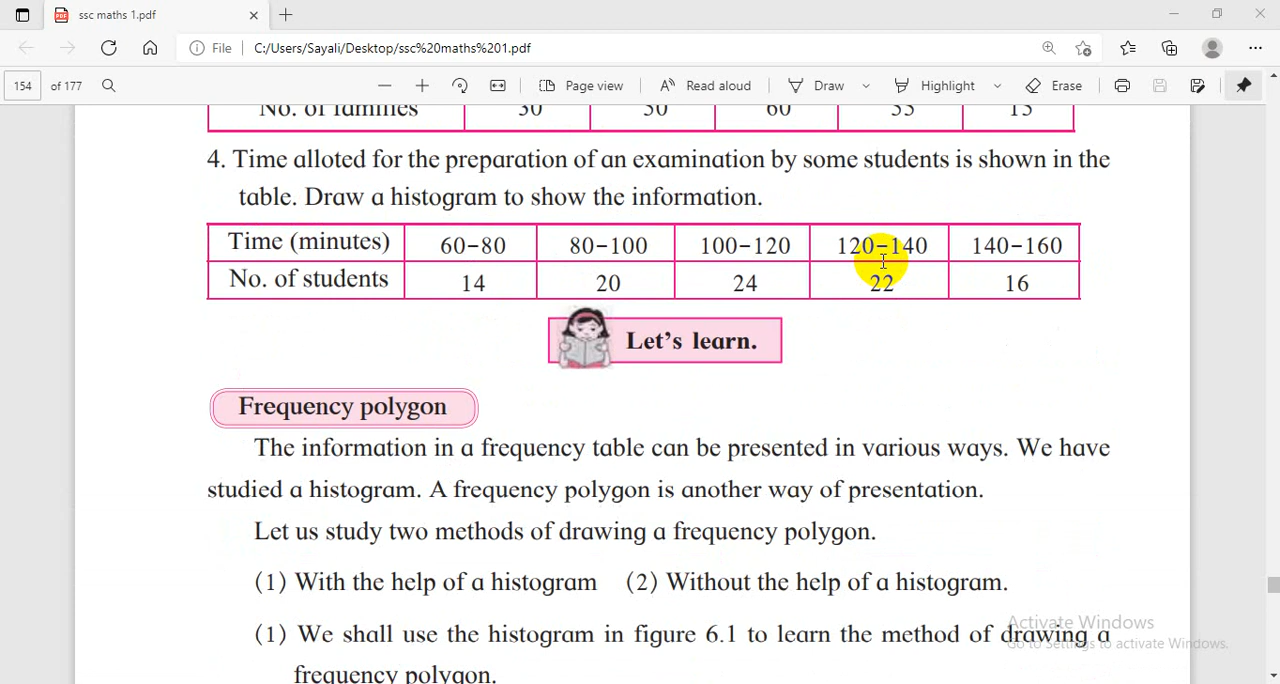 ssc maths 1.pdf
File C:/Users/Sayali/Desktop/ssc%20maths%201.pdf
154 of 177 Page view Read aloud Draw Highlight Erase
No. of families 30 50 60 55 15
4. Time alloted for the preparation of an examination by some students is shown in the
table. Draw a histogram to show the information.
Time (minutes) 60-80 80-100 100-120 120-140 140-160
No. of students 14 20 24 22 16
Let's learn.
Frequency polygon
The information in a frequency table can be presented in various ways. We have
studied a histogram. A frequency polygon is another way of presentation.
Let us study two methods of drawing a frequency polygon.
(1) With the help of a histogram (2) Without the help of a histogram.
(1) We shall use the histogram in figure 6.1 to learn the method of drawing a
frequency polygon.
Activate Windows
Go to Settings to activate Windows.